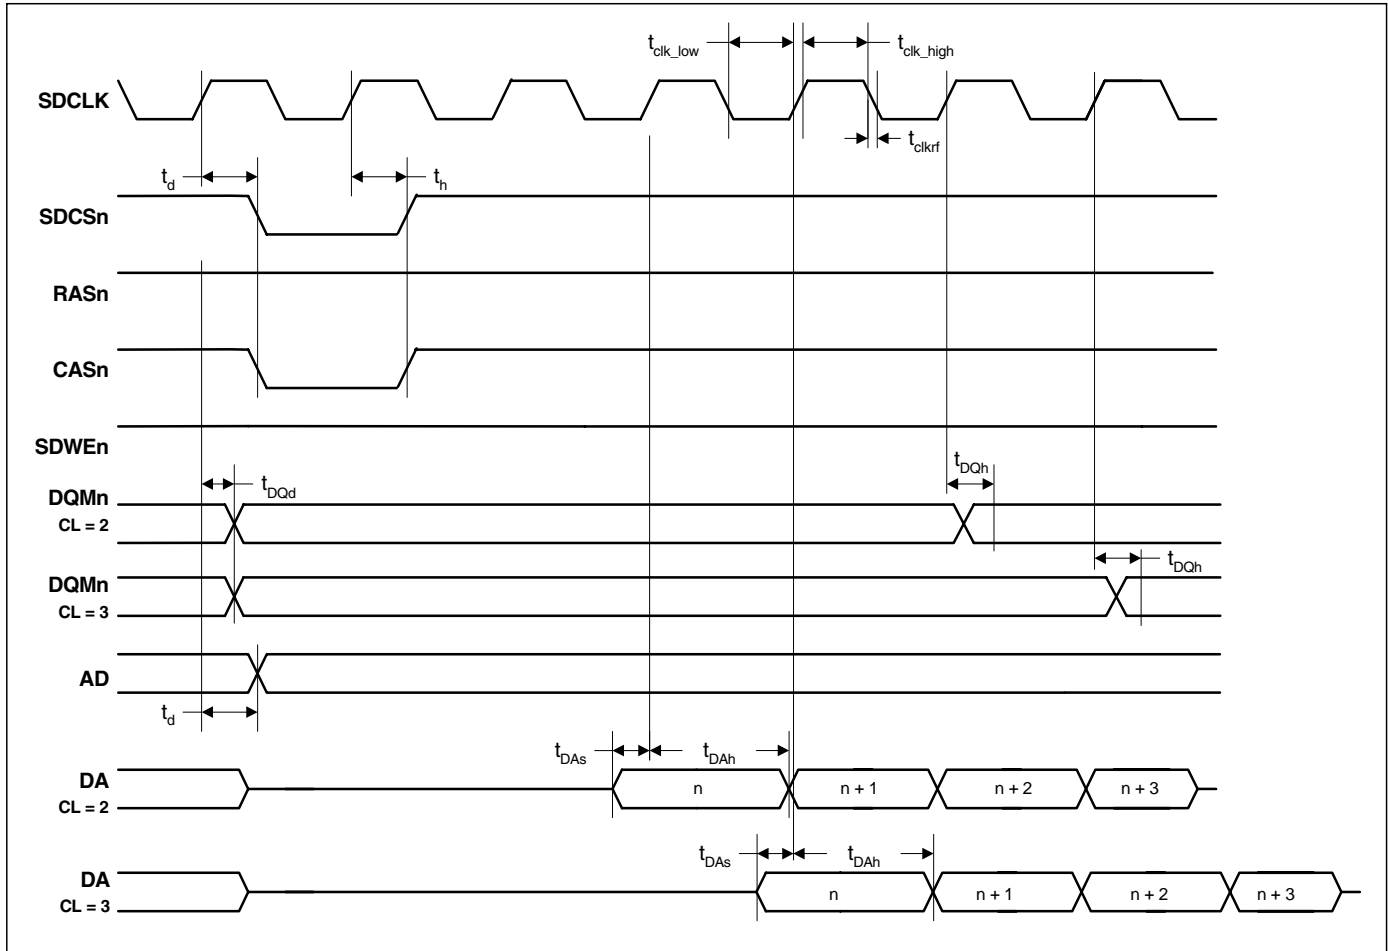 t_clk_low
t_clk_high
SDCLK
t_clkrf
t_d
t_h
SDCSn
RASn
CASn
SDWEn
t_DQh
t_DQd
DQMn
CL = 2
t_DQh
DQMn
CL = 3
AD
t_d
t_DAs
t_DAh
DA
CL = 2
n
n + 1
n + 2
n + 3
t_DAs
t_DAh
DA
CL = 3
n
n + 1
n + 2
n + 3